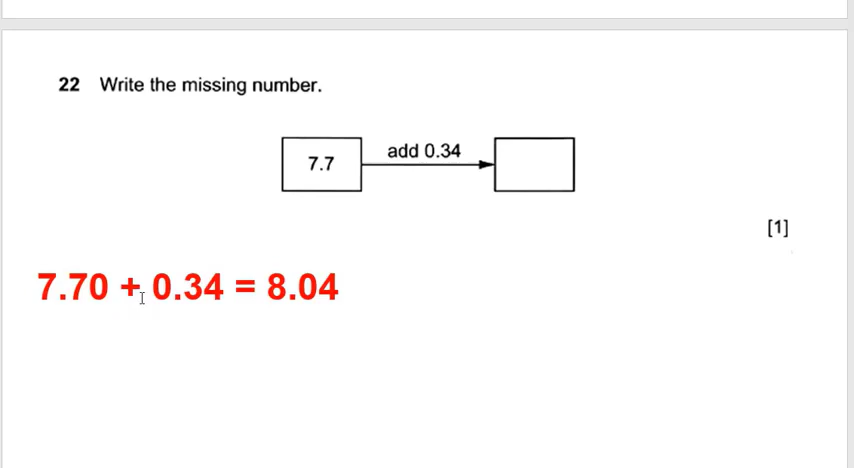 22 Write the missing number.
add 0.34
7.7
[1]
7.70 + 0.34 = 8.04